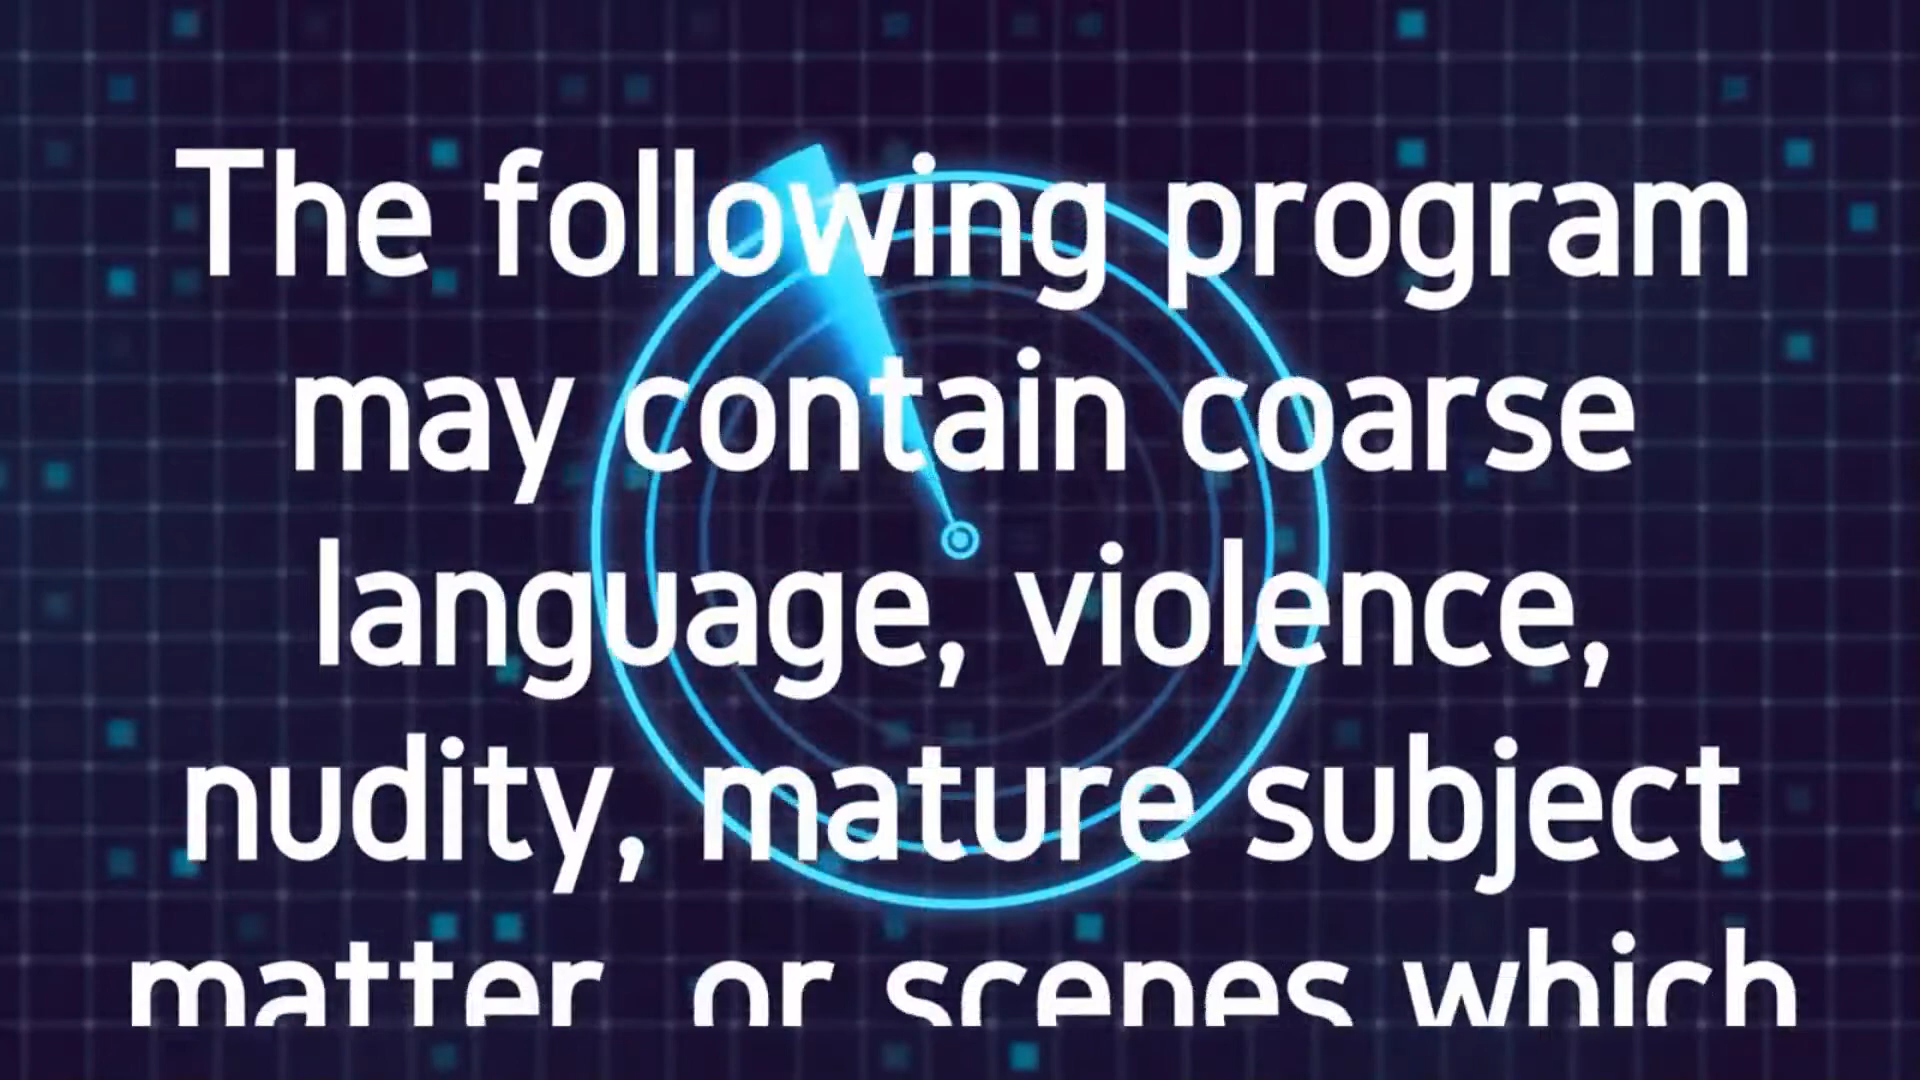 The following program
may contain coarse
language, violence,
nudity, mature subject
matter, or scenes which